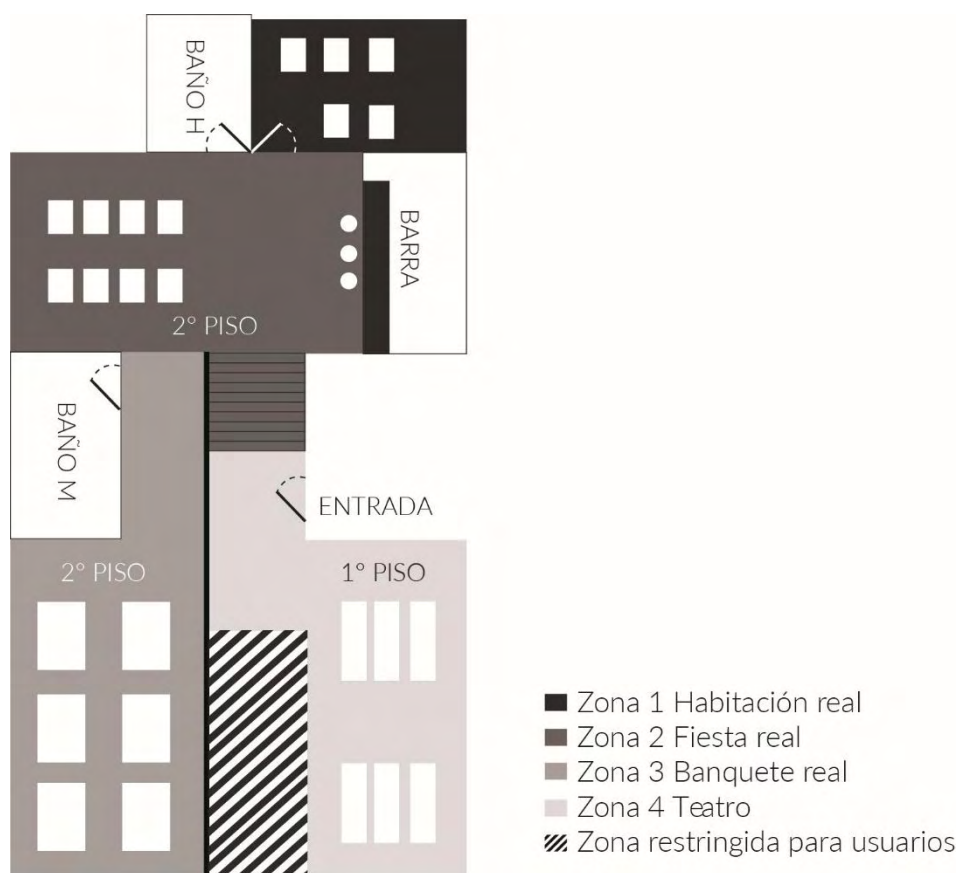 BAÑO H
BARRA
2° PISO
BAÑO M
ENTRADA
2° PISO
1° PISO
Zona 1 Habitación real
Zona 2 Fiesta real
Zona 3 Banquete real
Zona 4 Teatro
Zona restringida para usuarios